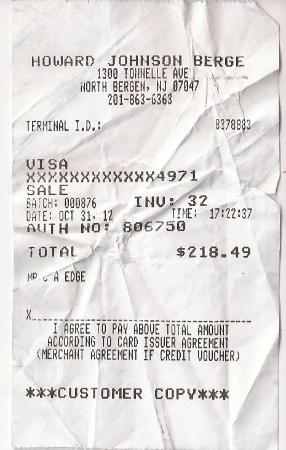 HOWARD JOHNSON BERGE
1300 TONNELLE AVE
NORTH BERGEN, NJ 07047
201-863-6363
TERMINAL I.D.: 8378883
VISA
XXXXXXXXXXXX4971
SALE
BATCH: 000876 INV: 32
DATE: OCT 31, 12 TIME: 17:22:37
AUTH NO: 806750
TOTAL $218.49
A EDGE
X
I AGREE TO PAY ABOVE TOTAL AMOUNT
ACCORDING TO CARD ISSUER AGREEMENT
(MERCHANT AGREEMENT IF CREDIT VOUCHER)
***CUSTOMER COPY***